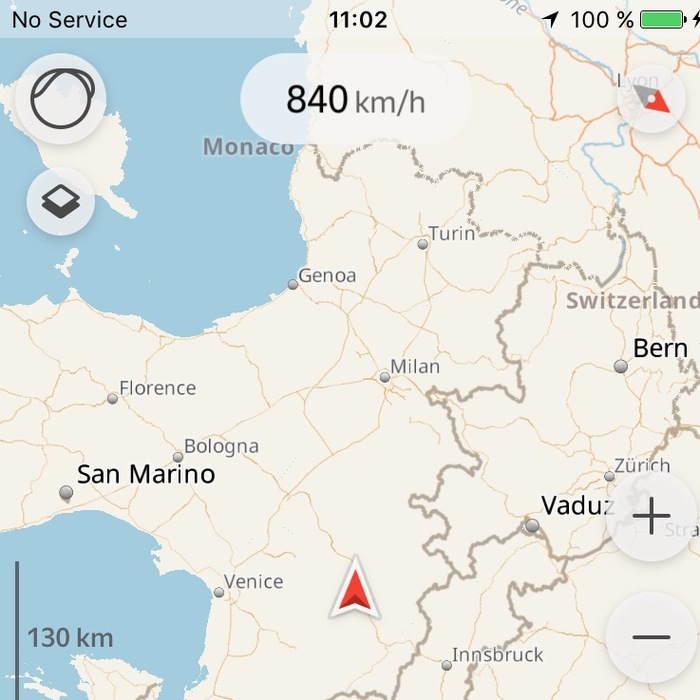 No Service
11:02
100 %
840 km/h
Lyon
Monaco
Turin
Genoa
Switzerland
Bern
Milan
Florence
Bologna
San Marino
Zürich
Vaduz
Venice
130 km
Innsbruck